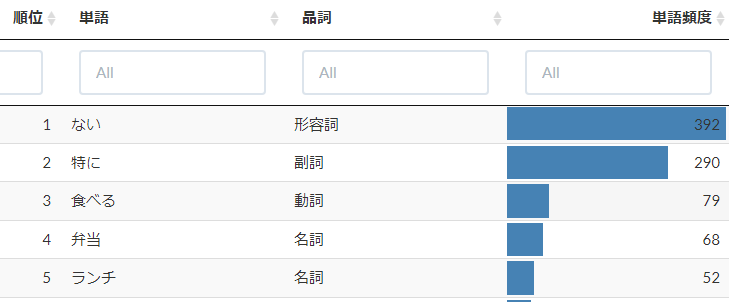 順位 単語 品詞 単語頻度
All All All
1 ない 形容詞 392
2 特に 副詞 290
3 食べる 動詞 79
4 弁当 名詞 68
5 ランチ 名詞 52